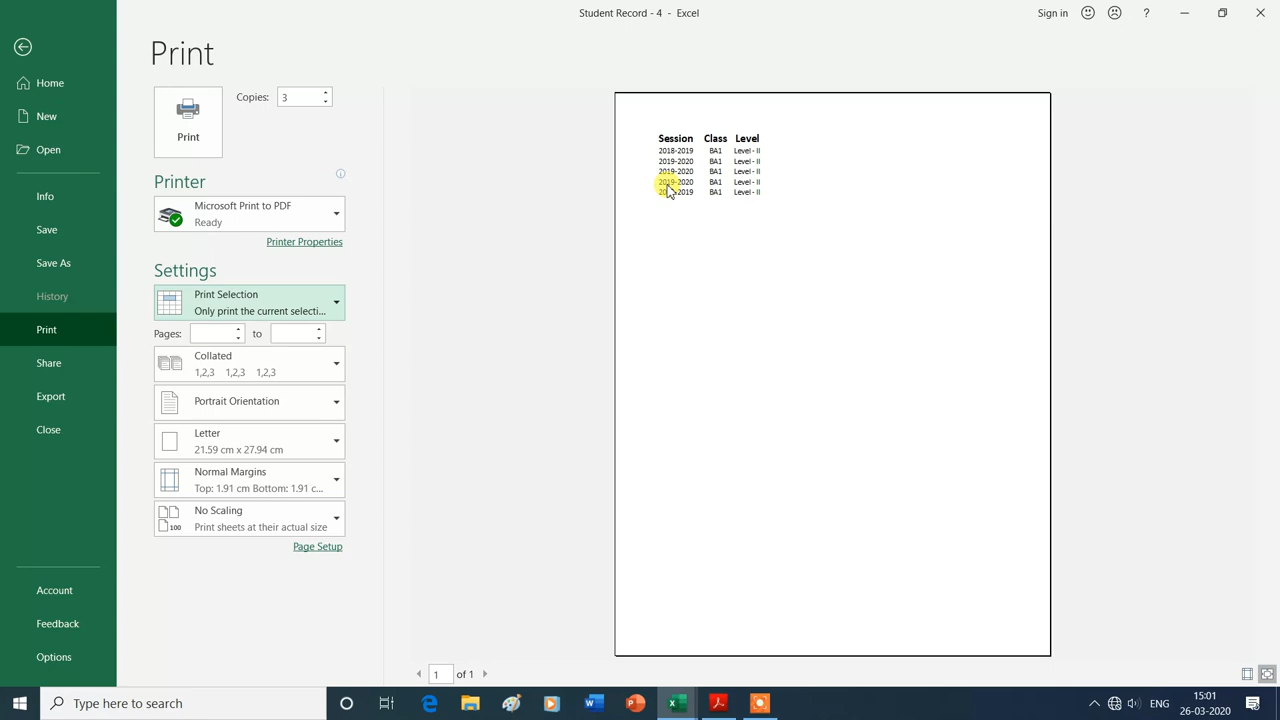 Student Record - 4 - Excel
Sign in
?
Print
Home
New
Open
Info
Save
Save As
History
Print
Share
Export
Close
Account
Feedback
Options
Print
Copies: 3
Printer
Microsoft Print to PDF
Ready
Printer Properties
Settings
Print Selection
Only print the current selecti...
Pages: to
Collated
1,2,3 1,2,3 1,2,3
Portrait Orientation
Letter
21.59 cm x 27.94 cm
Normal Margins
Top: 1.91 cm Bottom: 1.91 c...
No Scaling
100
Print sheets at their actual size
Page Setup
Session Class Level
2018-2019 BA1 Level - II
2019-2020 BA1 Level - II
2019-2020 BA1 Level - II
2019-2020 BA1 Level - II
BA1 Level - II
1 of 1
Type here to search
ENG
15:01
26-03-2020